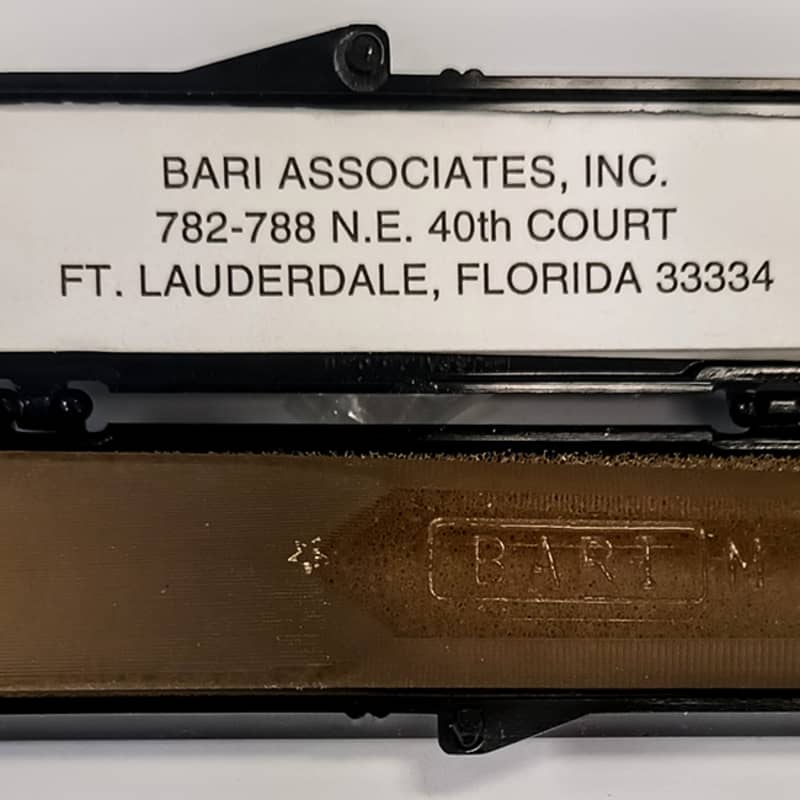 BARI ASSOCIATES, INC.
782-788 N.E. 40th COURT
FT. LAUDERDALE, FLORIDA 33334
BARI M